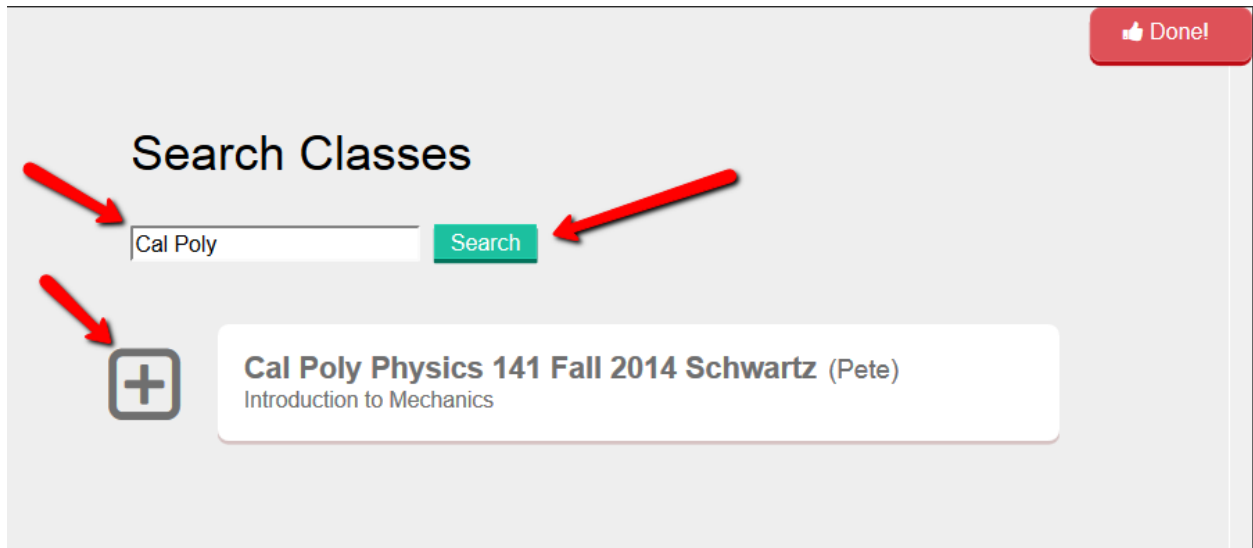 Done!
Search Classes
Cal Poly
Search
Cal Poly Physics 141 Fall 2014 Schwartz (Pete)
Introduction to Mechanics